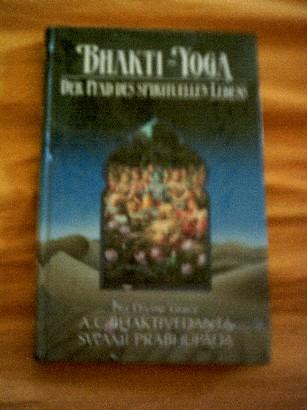 BHAKTI-YOGA
DER PFAD DES SPIRITUELLEN LEBENS
HIS DIVINE GRACE
A.C. BHAKTIVEDANTA
SWAMI PRABHUPĀDA